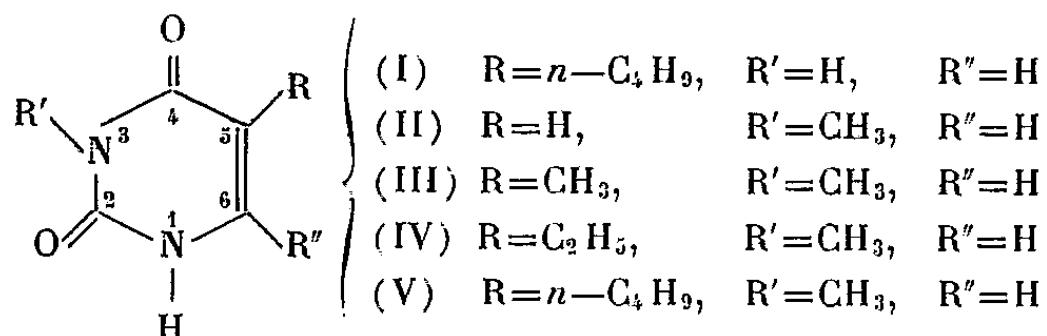 O
R' 4 R
N 3 5
2 1 6
O N R″
H
(I) R=n—C₄H₉, R'=H, R″=H
(II) R=H, R'=CH₃, R″=H
(III) R=CH₃, R'=CH₃, R″=H
(IV) R=C₂H₅, R'=CH₃, R″=H
(V) R=n—C₄H₉, R'=CH₃, R″=H